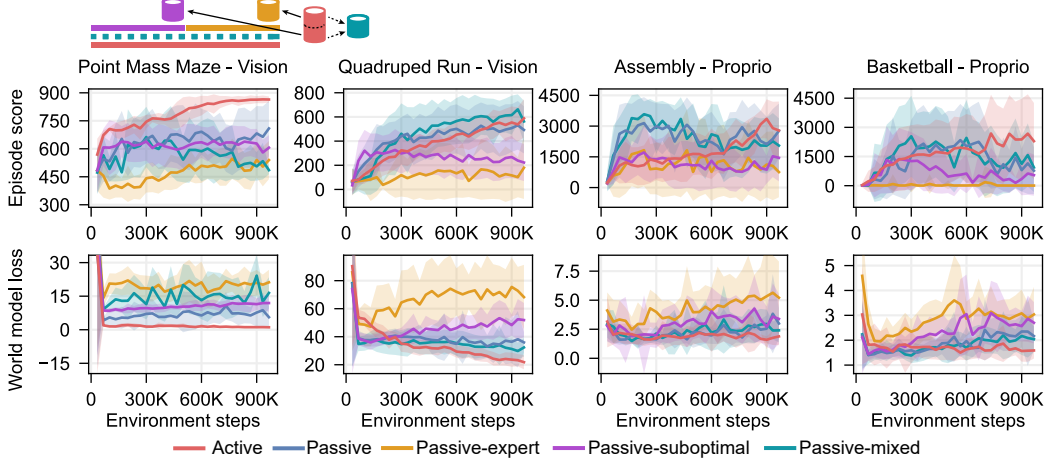 Point Mass Maze - Vision
Quadruped Run - Vision
Assembly - Proprio
Basketball - Proprio
Episode score
900
750
600
450
300
0 300K 600K 900K
800
600
400
200
0
0 300K 600K 900K
4500
3000
1500
0
0 300K 600K 900K
4500
3000
1500
0
0 300K 600K 900K
World model loss
30
15
0
−15
0 300K 600K 900K
Environment steps
80
60
40
20
0 300K 600K 900K
Environment steps
7.5
5.0
2.5
0.0
0 300K 600K 900K
Environment steps
5
4
3
2
1
0 300K 600K 900K
Environment steps
Active Passive Passive-expert Passive-suboptimal Passive-mixed